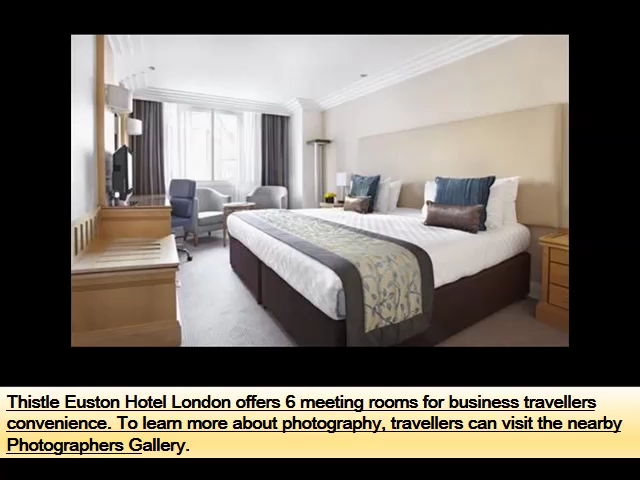 Thistle Euston Hotel London offers 6 meeting rooms for business travellers
convenience. To learn more about photography, travellers can visit the nearby
Photographers Gallery.